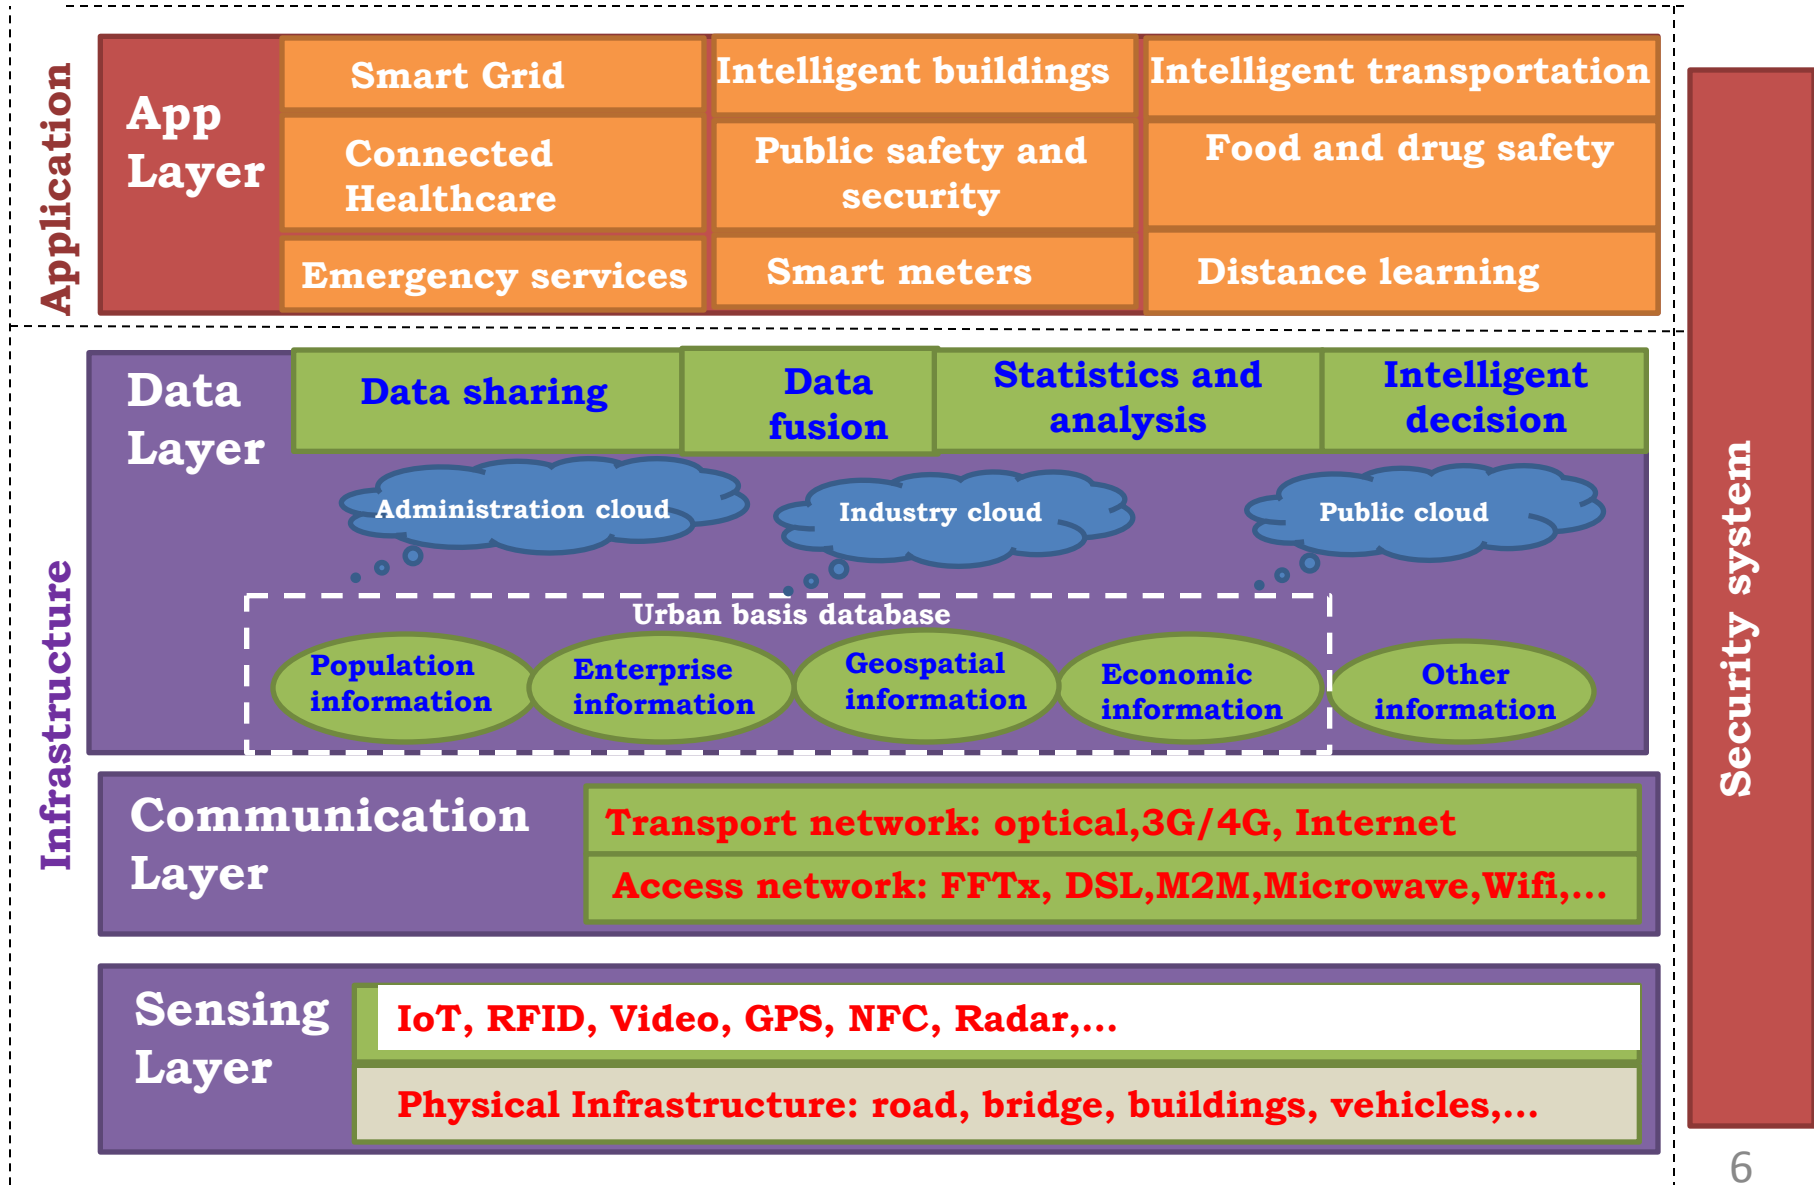 Application
App
Layer
Smart Grid
Intelligent buildings
Intelligent transportation
Connected
Healthcare
Public safety and
security
Food and drug safety
Emergency services
Smart meters
Distance learning
Infrastructure
Data
Layer
Data sharing
Data
fusion
Statistics and
analysis
Intelligent
decision
Administration cloud
Industry cloud
Public cloud
Urban basis database
Population
information
Enterprise
information
Geospatial
information
Economic
information
Other
information
Communication
Layer
Transport network: optical,3G/4G, Internet
Access network: FFTx, DSL,M2M,Microwave,Wifi,...
Sensing
Layer
IoT, RFID, Video, GPS, NFC, Radar,...
Physical Infrastructure: road, bridge, buildings, vehicles,...
Security system
6